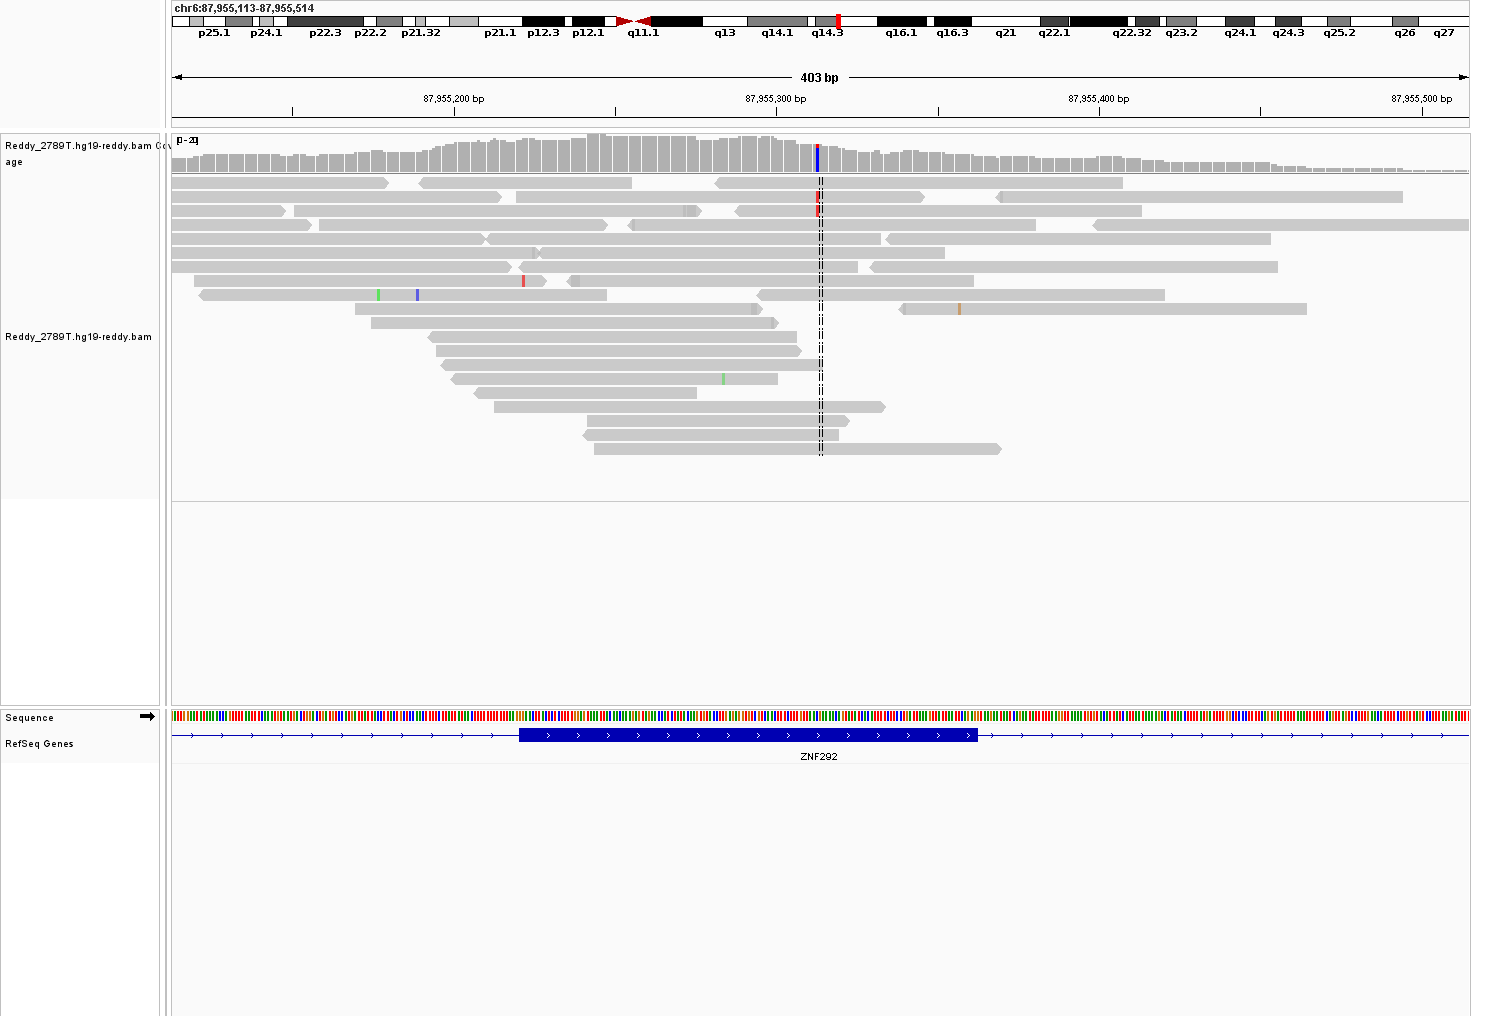 chr6:87,955,113-87,955,514
p25.1 p24.1 p22.3 p22.2 p21.32 p21.1 p12.3 p12.1 q11.1 q13 q14.1 q14.3 q16.1 q16.3 q21 q22.1 q22.32 q23.2 q24.1 q24.3 q25.2 q26 q27
403 bp
87,955,200 bp 87,955,300 bp 87,955,400 bp 87,955,500 bp
[0 - 20]
Reddy_2789T.hg19-reddy.bam Cov
age
Reddy_2789T.hg19-reddy.bam
Sequence
RefSeq Genes
ZNF292